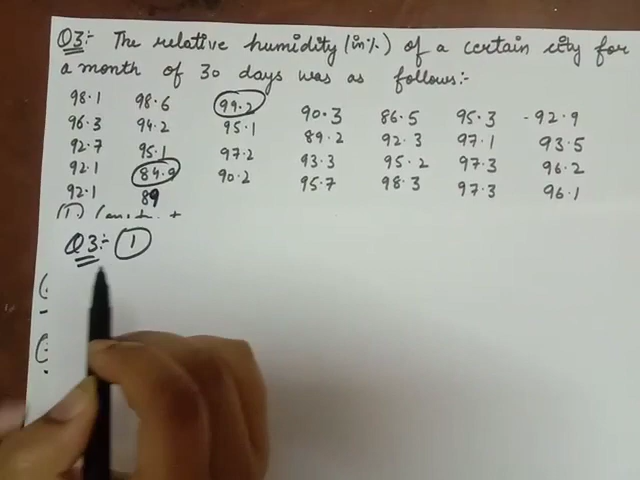 Q3:- The relative humidity (in %) of a certain city for
a month of 30 days was as follows:-
98.1 98.6 99.2 90.3 86.5 95.3 92.9
96.3 94.2 95.1 89.2 92.3 97.1 93.5
92.7 95.1 97.2 93.3 95.2 97.3 96.2
92.1 84.9 90.2 95.7 98.3 97.3 96.1
92.1 89
(1)
Q3:- 1